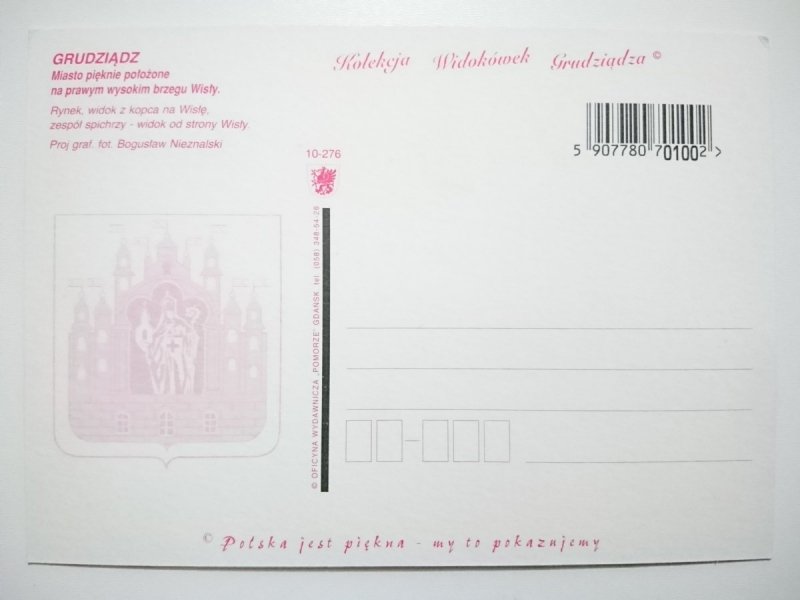 GRUDZIĄDZ
Miasto pięknie położone
na prawym wysokim brzegu Wisły.
Rynek, widok z kopca na Wisłę,
zespół spichrzy - widok od strony Wisły.
Proj graf. fot. Bogusław Nieznalski
Kolekcja Widokówek Grudziądza ©
5 907780 701002 >
10-276
© OFICYNA WYDAWNICZA „POMORZE" GDAŃSK tel. (058) 348-54-26
© Polska jest piękna - my to pokazujemy